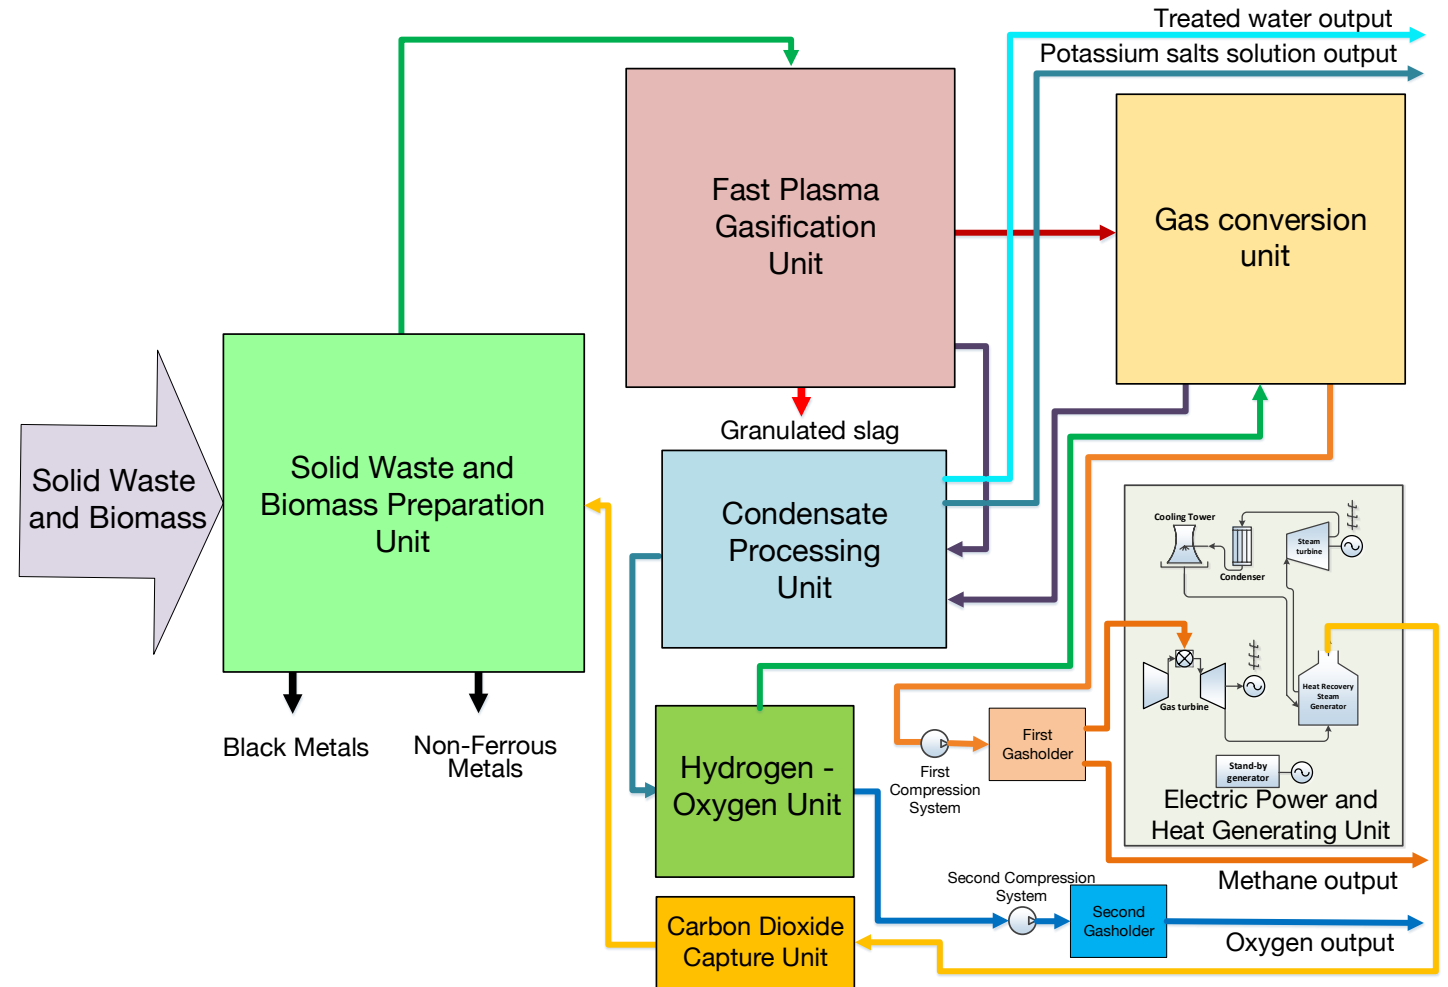 Treated water output
Potassium salts solution output
Fast Plasma
Gasification
Unit
Gas conversion
unit
Granulated slag
Solid Waste
and Biomass
Solid Waste and
Biomass Preparation
Unit
Condensate
Processing
Unit
Cooling Tower
Condenser
Steam
turbine
Gas turbine
Heat Recovery
Steam
Generator
Stand-by
generator
Electric Power and
Heat Generating Unit
Black Metals
Non-Ferrous
Metals
Hydrogen -
Oxygen Unit
First
Compression
System
First
Gasholder
Methane output
Second Compression
System
Second
Gasholder
Oxygen output
Carbon Dioxide
Capture Unit